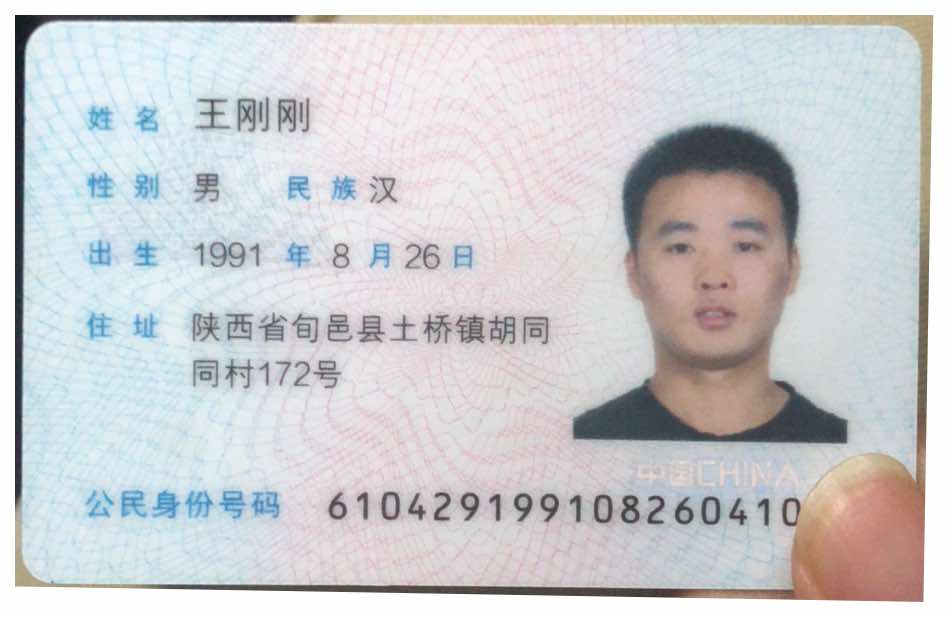 姓名 王刚刚
性别 男 民族 汉
出生 1991 年 8 月 26 日
住址 陕西省旬邑县土桥镇胡同
同村172号
中国CHINA
公民身份号码 610429199108260410